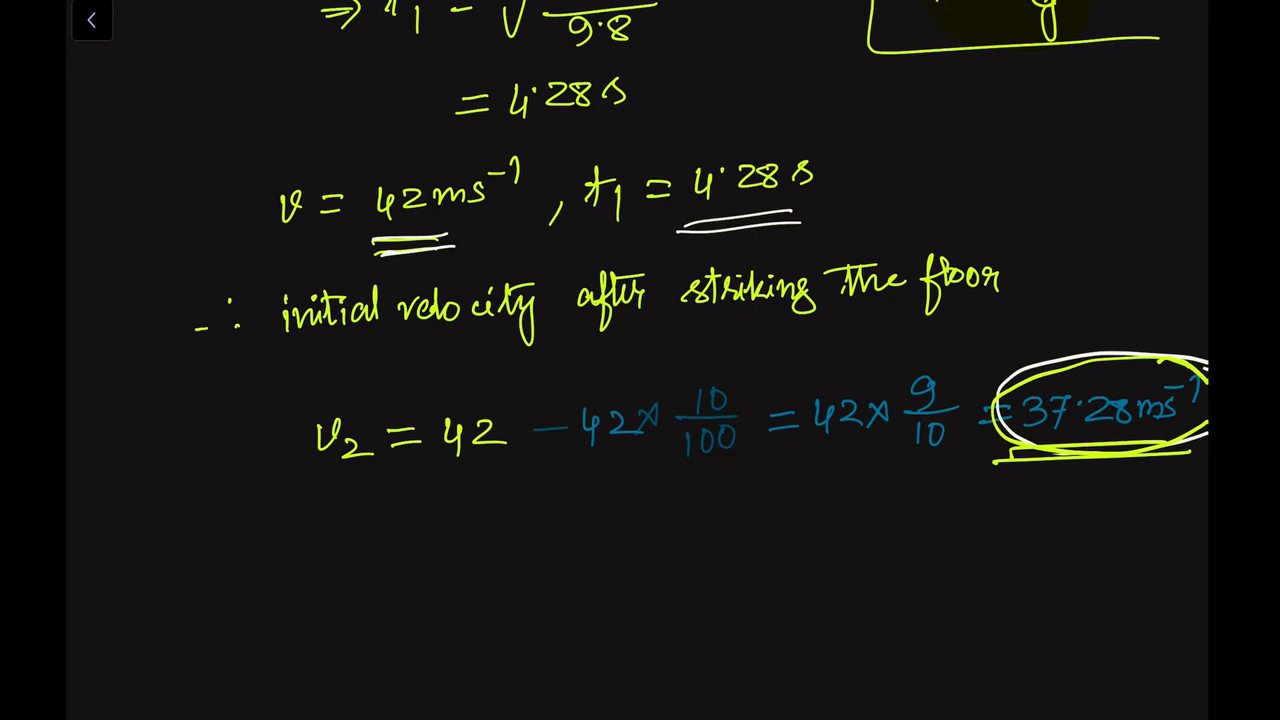 ⇒ t₁ = √ 9.8
= 4.28 s
v = 42 ms⁻¹ , t₁ = 4.28 s
∴ initial velocity after striking the floor
v₂ = 42 − 42 × 10/100 = 42 × 9/10 = 37.28 ms⁻¹